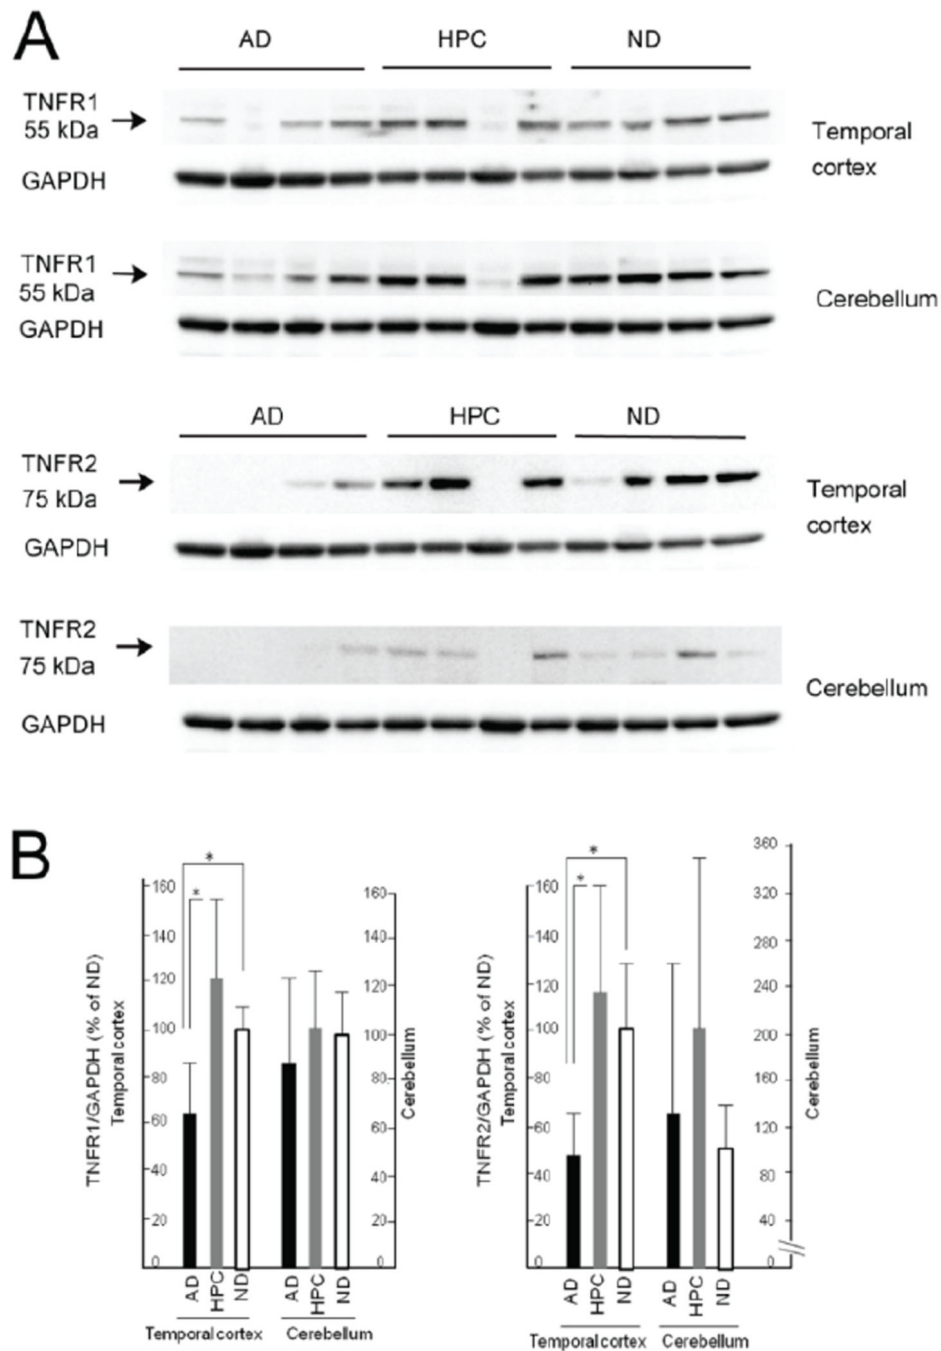 A
AD HPC ND
TNFR1
55 kDa
Temporal
cortex
GAPDH
TNFR1
55 kDa
Cerebellum
GAPDH
AD HPC ND
TNFR2
75 kDa
Temporal
cortex
GAPDH
TNFR2
75 kDa
Cerebellum
GAPDH
B
TNFR1/GAPDH (% of ND)
Temporal cortex
160
140
120
100
80
60
40
20
0
*
*
160
140
120
100
80
60
40
20
0
Cerebellum
AD HPC ND AD HPC ND
Temporal cortex Cerebellum
TNFR2/GAPDH (% of ND)
Temporal cortex
160
140
120
100
80
60
40
20
0
*
*
360
320
280
240
200
160
120
80
40
0
Cerebellum
AD HPC ND AD HPC ND
Temporal cortex Cerebellum